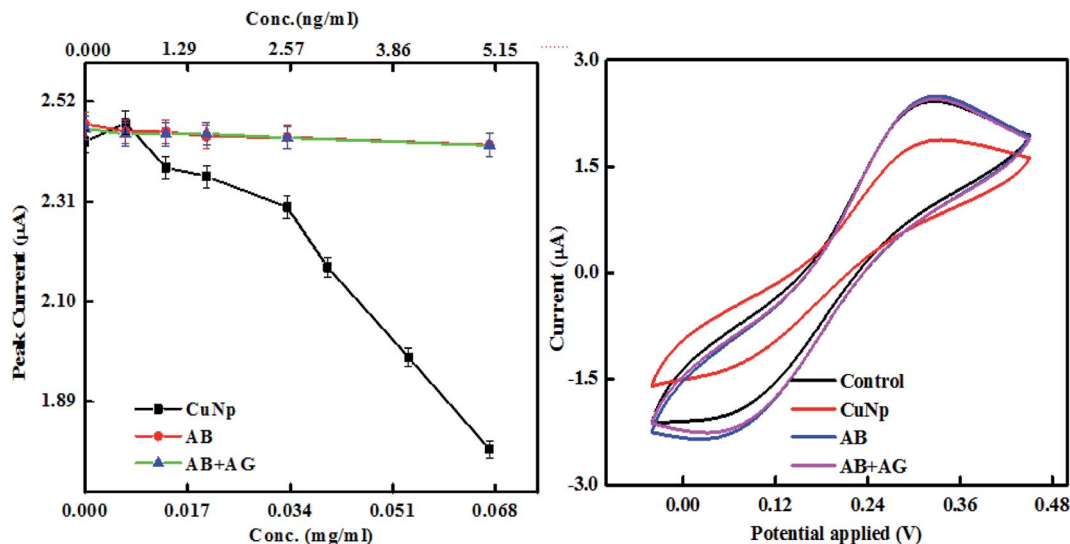 Conc.(ng/ml)
0.000 1.29 2.57 3.86 5.15
Peak Current (µA)
2.52
2.31
2.10
1.89
CuNp
AB
AB+AG
0.000 0.017 0.034 0.051 0.068
Conc. (mg/ml)
Current (µA)
3.0
1.5
0.0
-1.5
-3.0
Control
CuNp
AB
AB+AG
0.00 0.12 0.24 0.36 0.48
Potential applied (V)